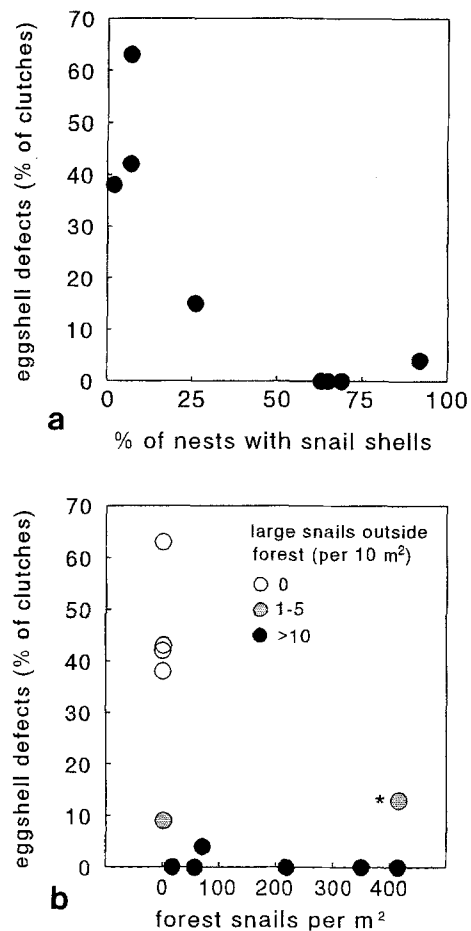 70
60
50
40
30
20
10
0
eggshell defects (% of clutches)
0 25 50 75 100
% of nests with snail shells
a
70
60
50
40
30
20
10
0
eggshell defects (% of clutches)
large snails outside
forest (per 10 m²)
0
1-5
>10
*
0 100 200 300 400
forest snails per m²
b